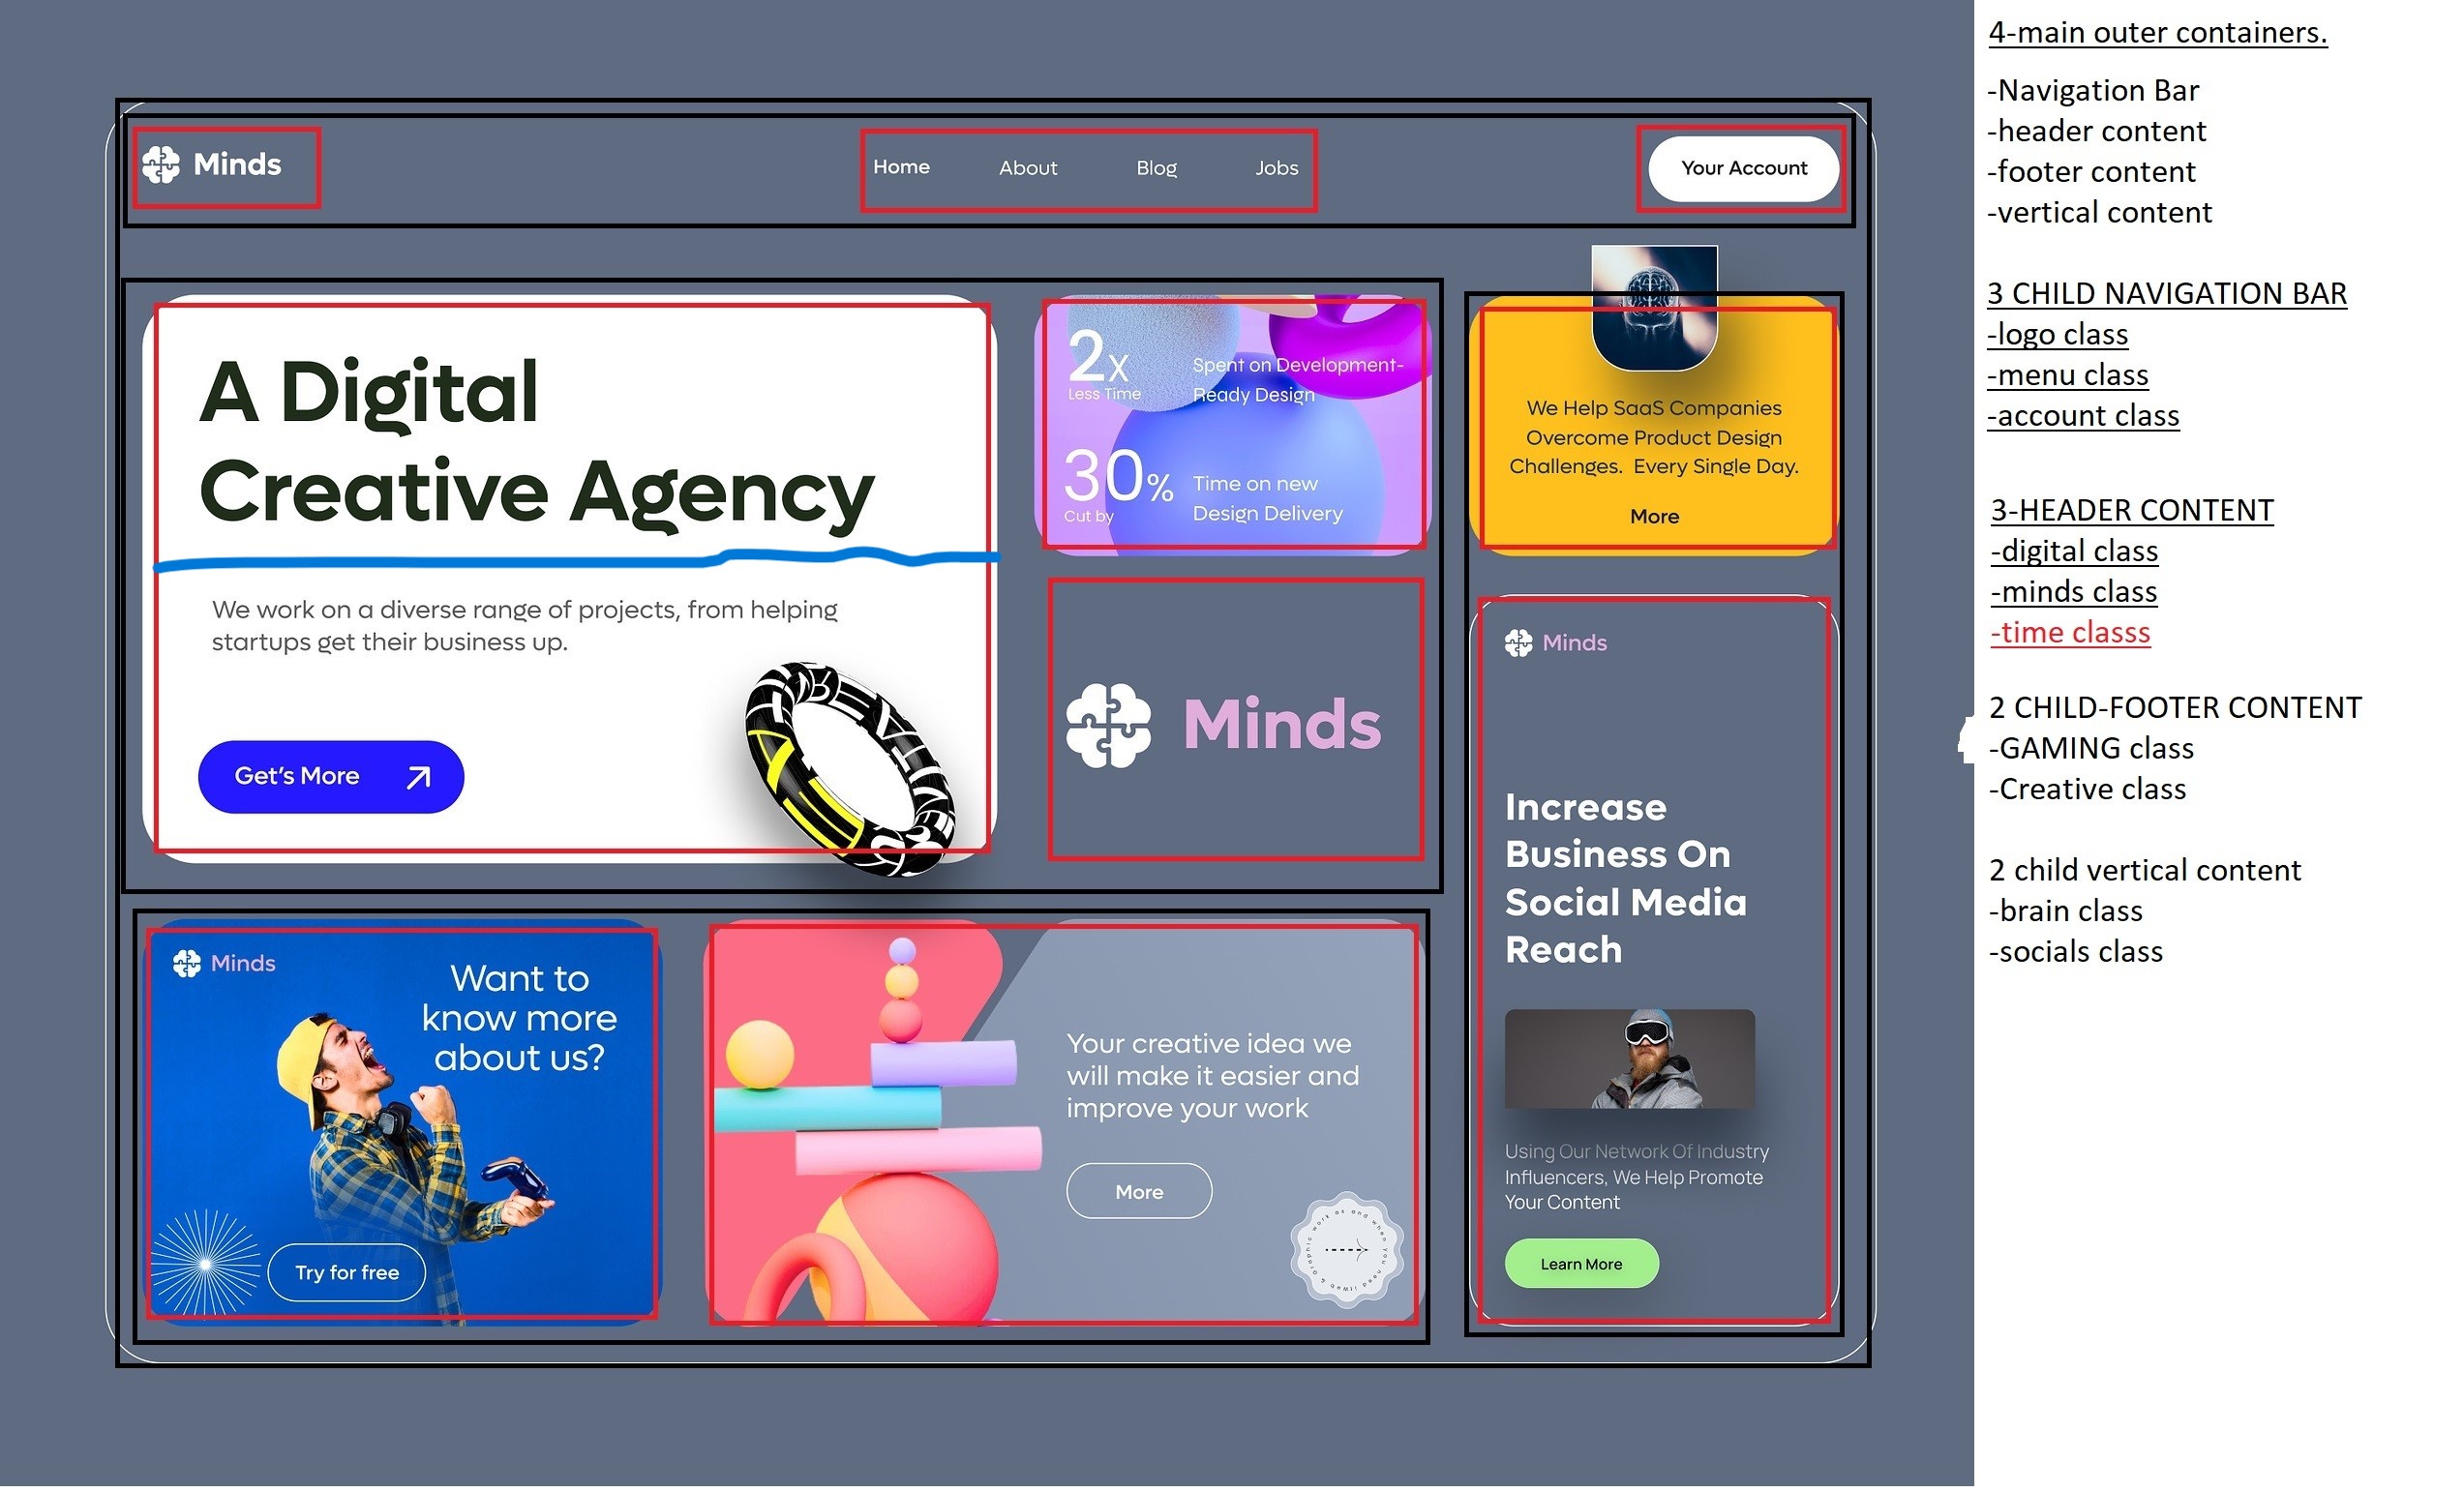 Minds
Home
About
Blog
Jobs
Your Account
A Digital
Creative Agency
We work on a diverse range of projects, from helping
startups get their business up.
Get's More
2x
Less Time
Spent on Development-
Ready Design
30%
Cut by
Time on new
Design Delivery
Minds
We Help SaaS Companies
Overcome Product Design
Challenges. Every Single Day.
More
Minds
Increase
Business On
Social Media
Reach
Using Our Network Of Industry
Influencers, We Help Promote
Your Content
Learn More
Minds
Want to
know more
about us?
Try for free
Your creative idea we
will make it easier and
improve your work
More
4-main outer containers.
-Navigation Bar
-header content
-footer content
-vertical content
3 CHILD NAVIGATION BAR
-logo class
-menu class
-account class
3-HEADER CONTENT
-digital class
-minds class
-time classs
2 CHILD-FOOTER CONTENT
-GAMING class
-Creative class
2 child vertical content
-brain class
-socials class